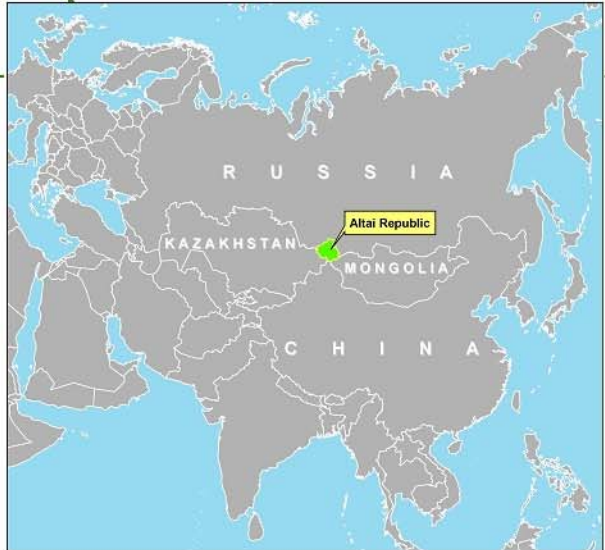 R U S S I A
Altai Republic
KAZAKHSTAN
MONGOLIA
C H I N A